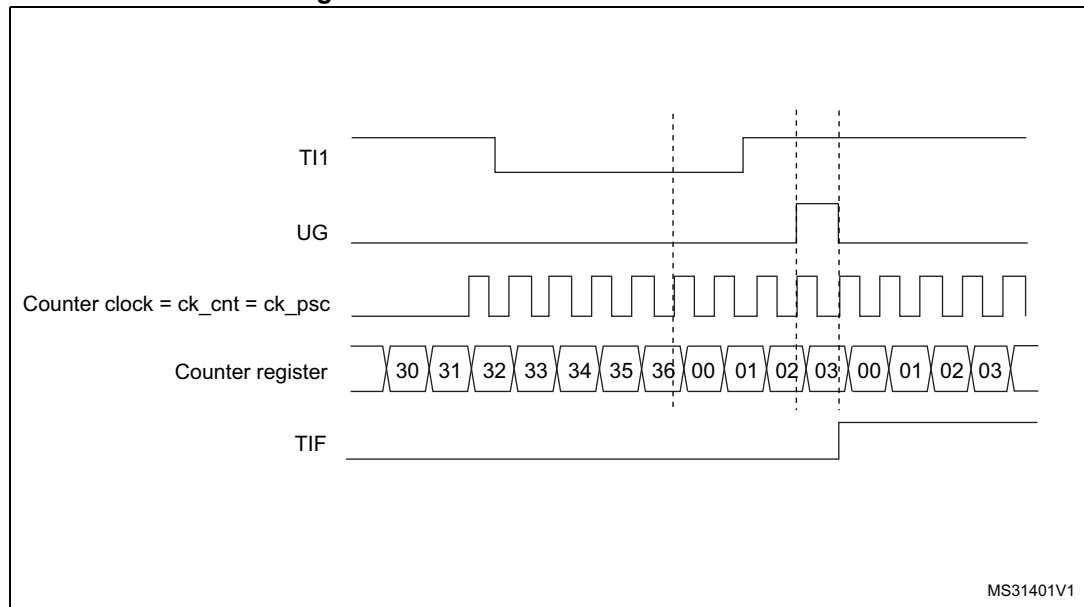 TI1
UG
Counter clock = ck_cnt = ck_psc
Counter register 30 31 32 33 34 35 36 00 01 02 03 00 01 02 03
TIF
MS31401V1